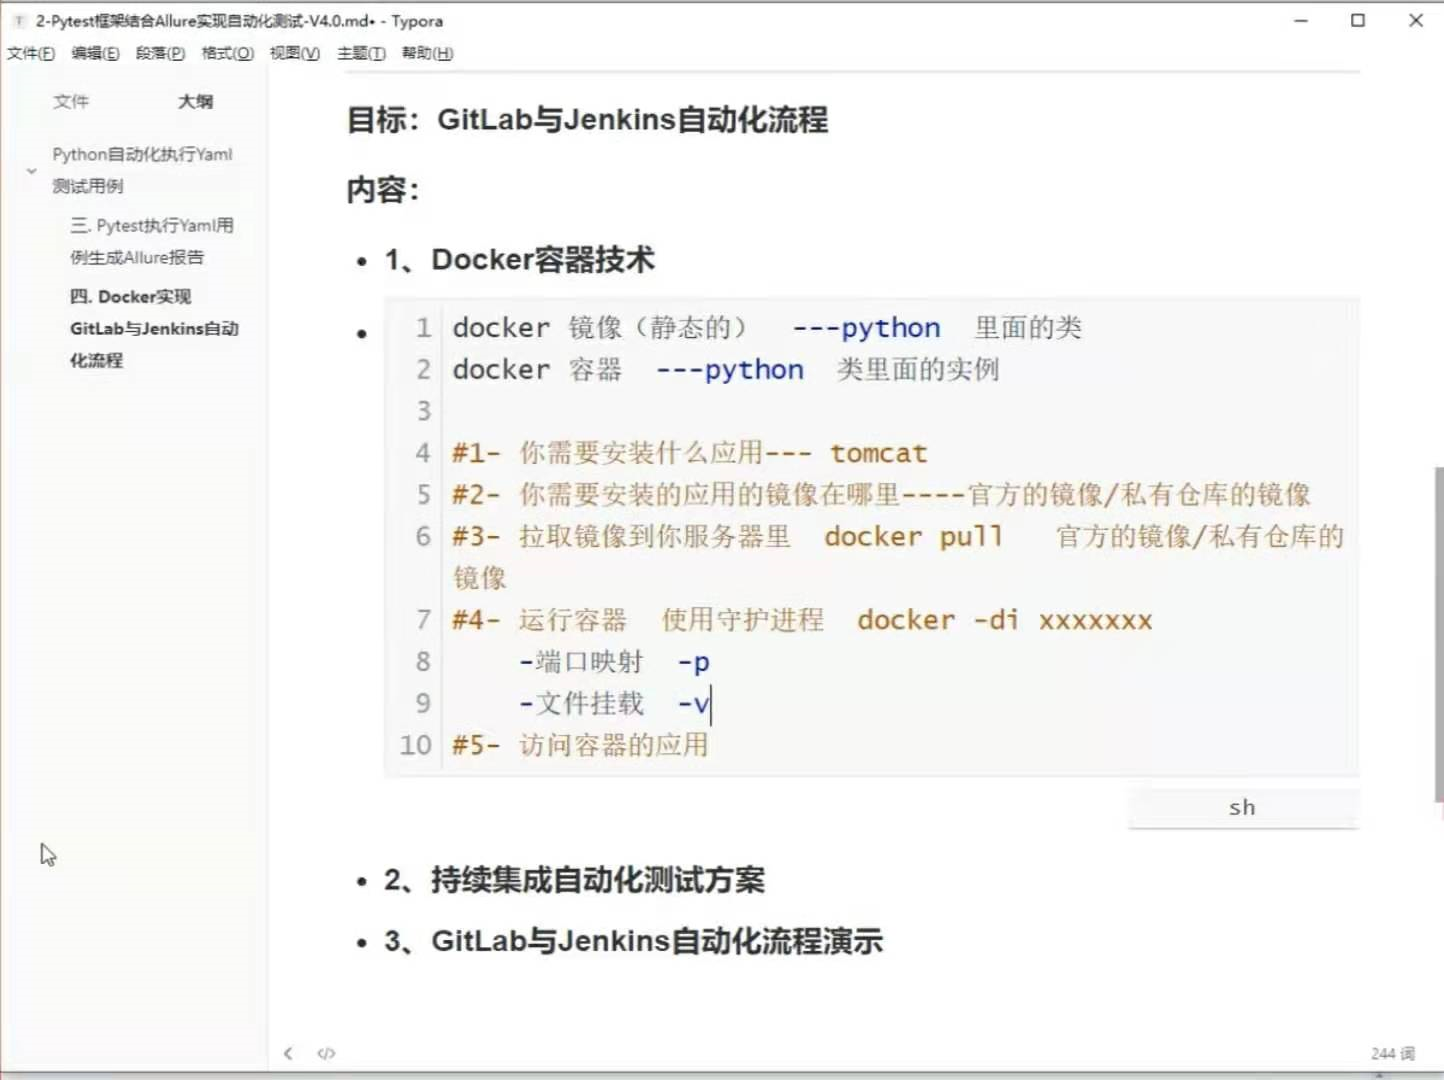 2-Pytest框架结合Allure实现自动化测试-V4.0.md• - Typora
文件(F) 编辑(E) 段落(P) 格式(O) 视图(V) 主题(T) 帮助(H)
文件 大纲
Python自动化执行Yaml
测试用例
三. Pytest执行Yaml用
例生成Allure报告
四. Docker实现
GitLab与Jenkins自动
化流程
目标：GitLab与Jenkins自动化流程
内容：
• 1、Docker容器技术
1 docker 镜像（静态的） ---python 里面的类
2 docker 容器 ---python 类里面的实例
3
4 #1- 你需要安装什么应用--- tomcat
5 #2- 你需要安装的应用的镜像在哪里----官方的镜像/私有仓库的镜像
6 #3- 拉取镜像到你服务器里 docker pull 官方的镜像/私有仓库的
镜像
7 #4- 运行容器 使用守护进程 docker -di xxxxxxx
8 -端口映射 -p
9 -文件挂载 -v
10 #5- 访问容器的应用
sh
• 2、持续集成自动化测试方案
• 3、GitLab与Jenkins自动化流程演示
244 词